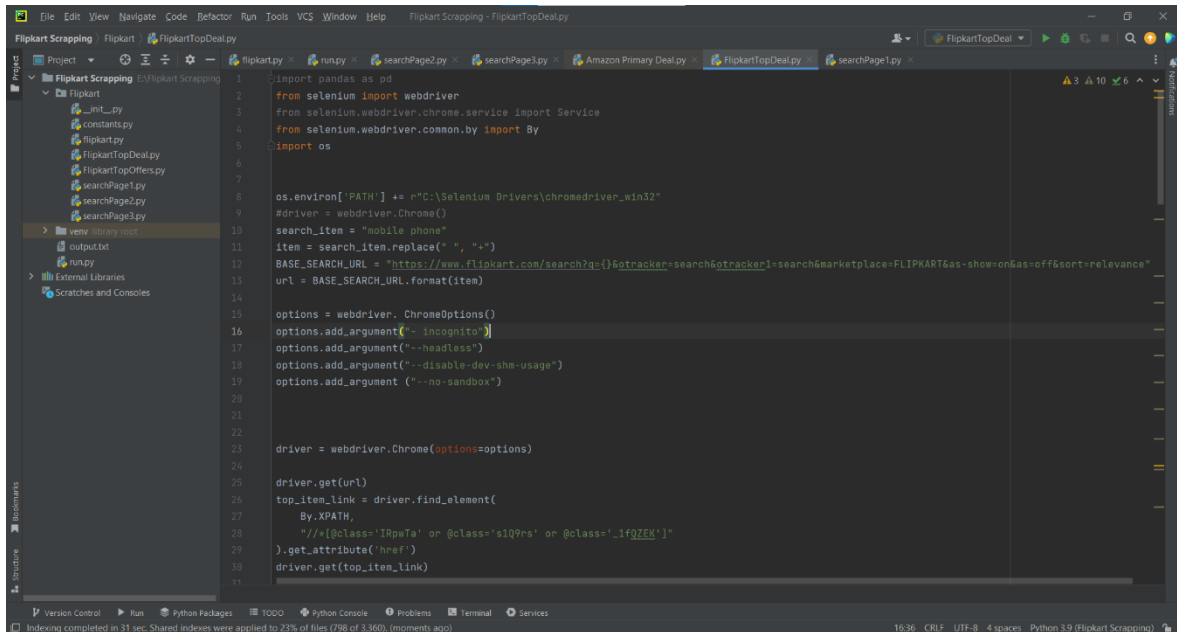 File Edit View Navigate Code Refactor Run Tools VCS Window Help Flipkart Scrapping - FlipkartTopDeal.py
Flipkart Scrapping Flipkart FlipkartTopDeal.py FlipkartTopDeal
Project flipkart.py run.py searchPage2.py searchPage3.py Amazon Primary Deal.py FlipkartTopDeal.py searchPage1.py
Project
Notifications
Flipkart Scrapping E:\Flipkart Scrapping
Flipkart
__init__.py
constants.py
flipkart.py
FlipkartTopDeal.py
FlipkartTopOffers.py
searchPage1.py
searchPage2.py
searchPage3.py
venv library root
output.txt
run.py
External Libraries
Scratches and Consoles
3 10 6
1 import pandas as pd
2 from selenium import webdriver
3 from selenium.webdriver.chrome.service import Service
4 from selenium.webdriver.common.by import By
5 import os
6
7
8 os.environ['PATH'] += r"C:\Selenium Drivers\chromedriver_win32"
9 #driver = webdriver.Chrome()
10 search_item = "mobile phone"
11 item = search_item.replace(" ", "+")
12 BASE_SEARCH_URL = "https://www.flipkart.com/search?q={}&otracker=search&otracker1=search&marketplace=FLIPKART&as-show=on&as=off&sort=relevance"
13 url = BASE_SEARCH_URL.format(item)
14
15 options = webdriver. ChromeOptions()
16 options.add_argument("- incognito")
17 options.add_argument("--headless")
18 options.add_argument("--disable-dev-shm-usage")
19 options.add_argument ("--no-sandbox")
20
21
22
23 driver = webdriver.Chrome(options=options)
24
25 driver.get(url)
26 top_item_link = driver.find_element(
27 By.XPATH,
28 "//*[@class='IRpwTa' or @class='s1Q9rs' or @class='_1fQZEK']"
29 ).get_attribute('href')
30 driver.get(top_item_link)
31
Bookmarks
Structure
Version Control Run Python Packages TODO Python Console Problems Terminal Services
Indexing completed in 31 sec. Shared indexes were applied to 23% of files (798 of 3,360). (moments ago) 16:36 CRLF UTF-8 4 spaces Python 3.9 (Flipkart Scrapping)